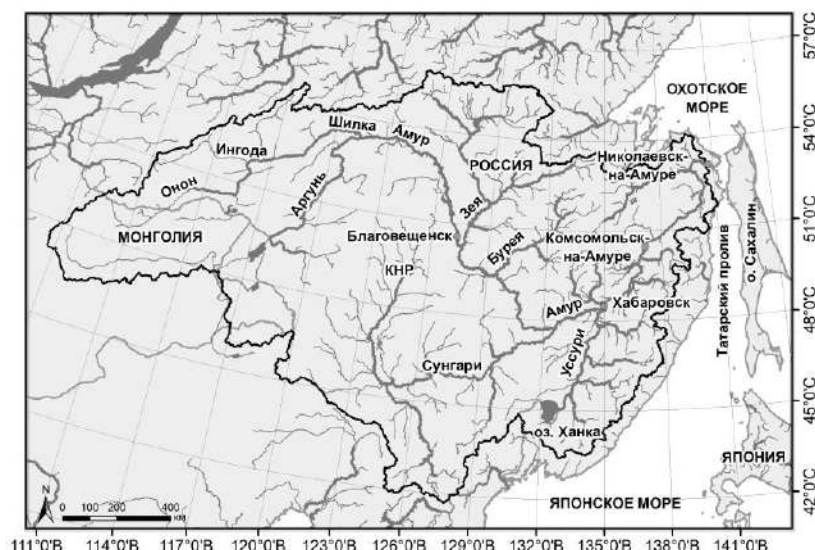 57°0'С
ОХОТСКОЕ
МОРЕ
54°0'С
Шилка
Амур
Ингода
РОССИЯ
Николаевск-
на-Амуре
Онон
Аргунь
Зея
51°0'С
МОНГОЛИЯ
Благовещенск
Бурея
Комсомольск-
на-Амуре
Татарский пролив
о. Сахалин
КНР
Амур
Хабаровск
48°0'С
Сунгари
Уссури
45°0'С
оз. Ханка
ЯПОНИЯ
N
0 100 200 400
КМ
ЯПОНСКОЕ МОРЕ
42°0'С
111°0'В 114°0'В 117°0'В 120°0'В 123°0'В 126°0'В 129°0'В 132°0'В 135°0'В 138°0'В 141°0'В